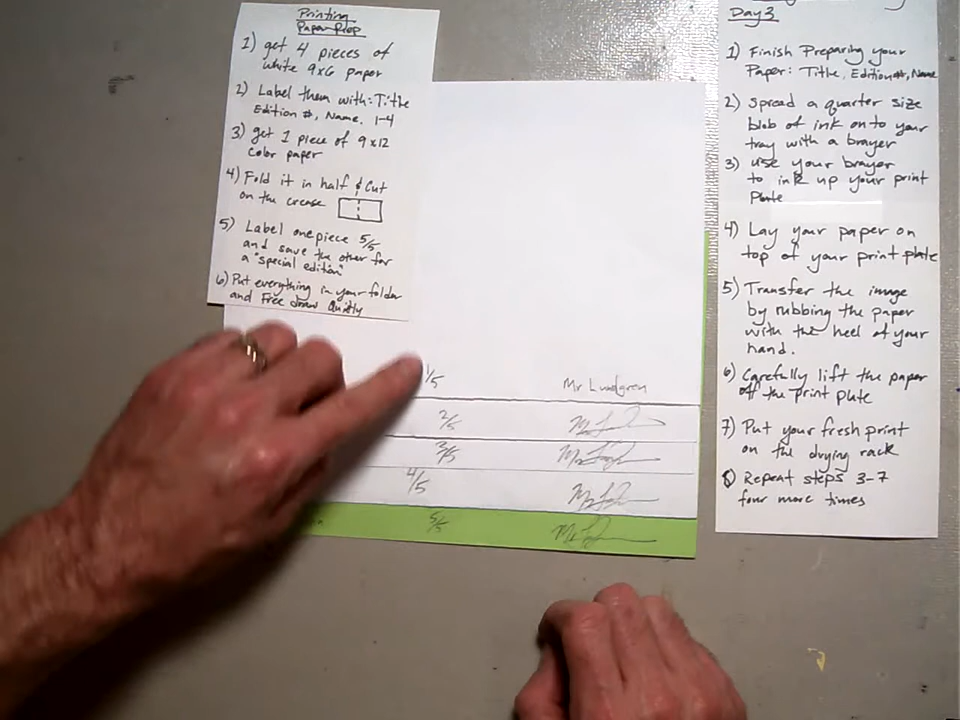 Printing
Paper Prep
1) get 4 pieces of
white 9x6 paper
2) Label them with: Title
Edition #, Name. 1-4
3) get 1 piece of 9x12
color paper
4) Fold it in half & Cut
on the crease
5) Label one piece 5/5
and save the other for
a "special edition"
6) Put everything in your folder
and Free draw Quitly
1/5 Mr Lundgren
2/5
3/5
4/5
5/5
Day 3
1) Finish Preparing your
Paper: Title, Edition #, Name
2) Spread a quarter size
blob of ink on to your
tray with a brayer
3) use your brayer
to ink up your print
Plate
4) Lay your paper on
top of your print plate
5) Transfer the image
by rubbing the paper
with the heel of your
hand.
6) Carefully lift the paper
off the print plate
7) Put your fresh print
on the drying rack
8) Repeat steps 3-7
four more times